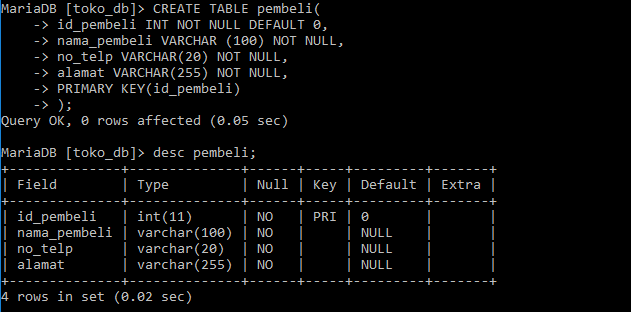 MariaDB [toko_db]> CREATE TABLE pembeli(
    -> id_pembeli INT NOT NULL DEFAULT 0,
    -> nama_pembeli VARCHAR (100) NOT NULL,
    -> no_telp VARCHAR(20) NOT NULL,
    -> alamat VARCHAR(255) NOT NULL,
    -> PRIMARY KEY(id_pembeli)
    -> );
Query OK, 0 rows affected (0.05 sec)

MariaDB [toko_db]> desc pembeli;
+--------------+--------------+------+-----+---------+-------+
| Field        | Type         | Null | Key | Default | Extra |
+--------------+--------------+------+-----+---------+-------+
| id_pembeli   | int(11)      | NO   | PRI | 0       |       |
| nama_pembeli | varchar(100) | NO   |     | NULL    |       |
| no_telp      | varchar(20)  | NO   |     | NULL    |       |
| alamat       | varchar(255) | NO   |     | NULL    |       |
+--------------+--------------+------+-----+---------+-------+
4 rows in set (0.02 sec)